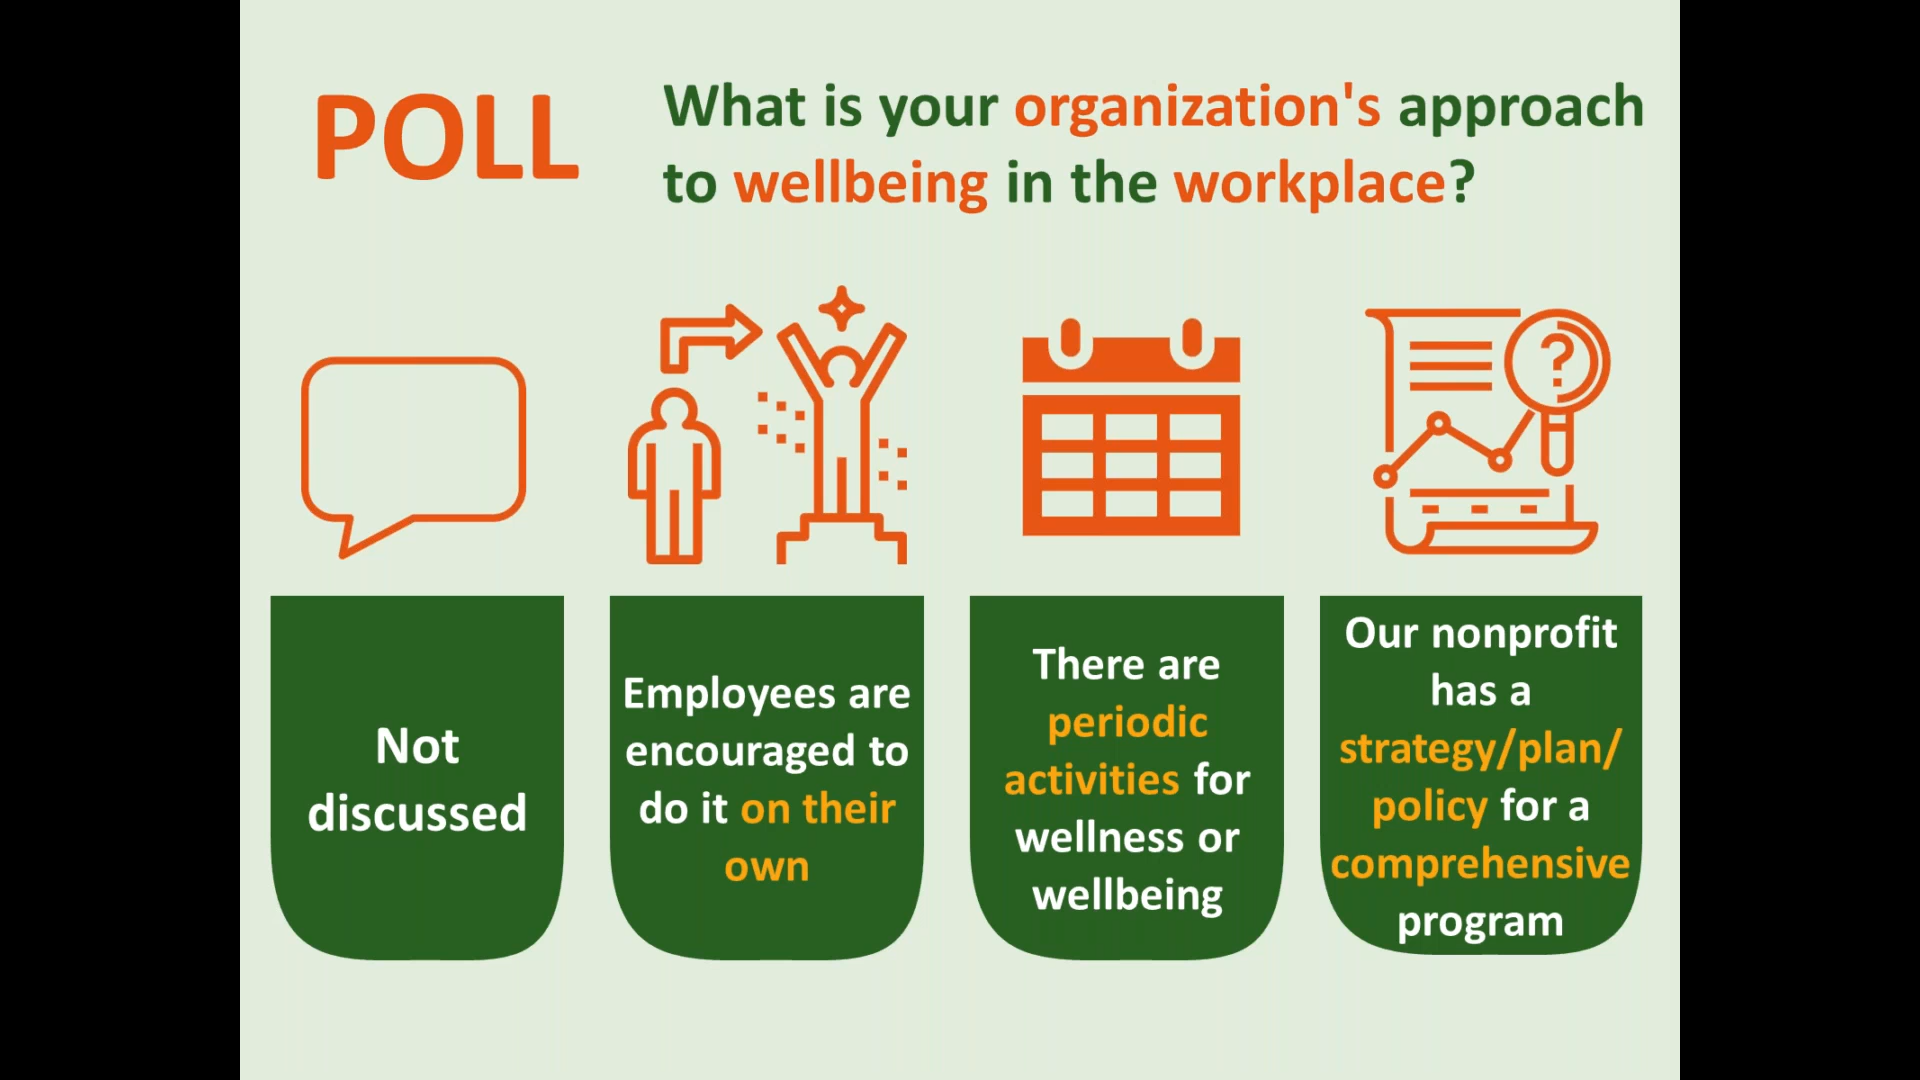 POLL
What is your organization's approach
to wellbeing in the workplace?
?
Not
discussed
Employees are
encouraged to
do it on their
own
There are
periodic
activities for
wellness or
wellbeing
Our nonprofit
has a
strategy/plan/
policy for a
comprehensive
program